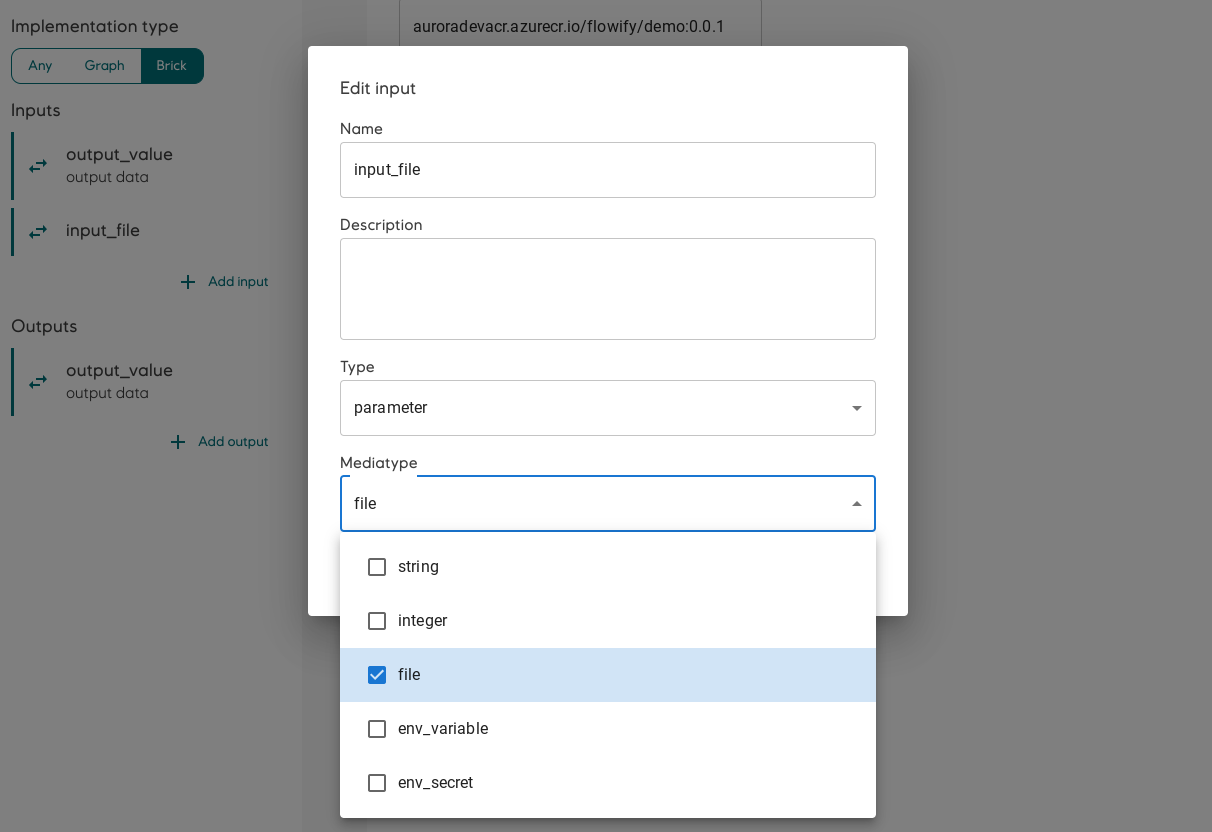 Implementation type
Any Graph Brick
Inputs
output_value
output data
input_file
Add input
Outputs
output_value
output data
Add output
auroradevacr.azurecr.io/flowify/demo:0.0.1
Edit input
Name
input_file
Description
Type
parameter
Mediatype
file
string
integer
file
env_variable
env_secret